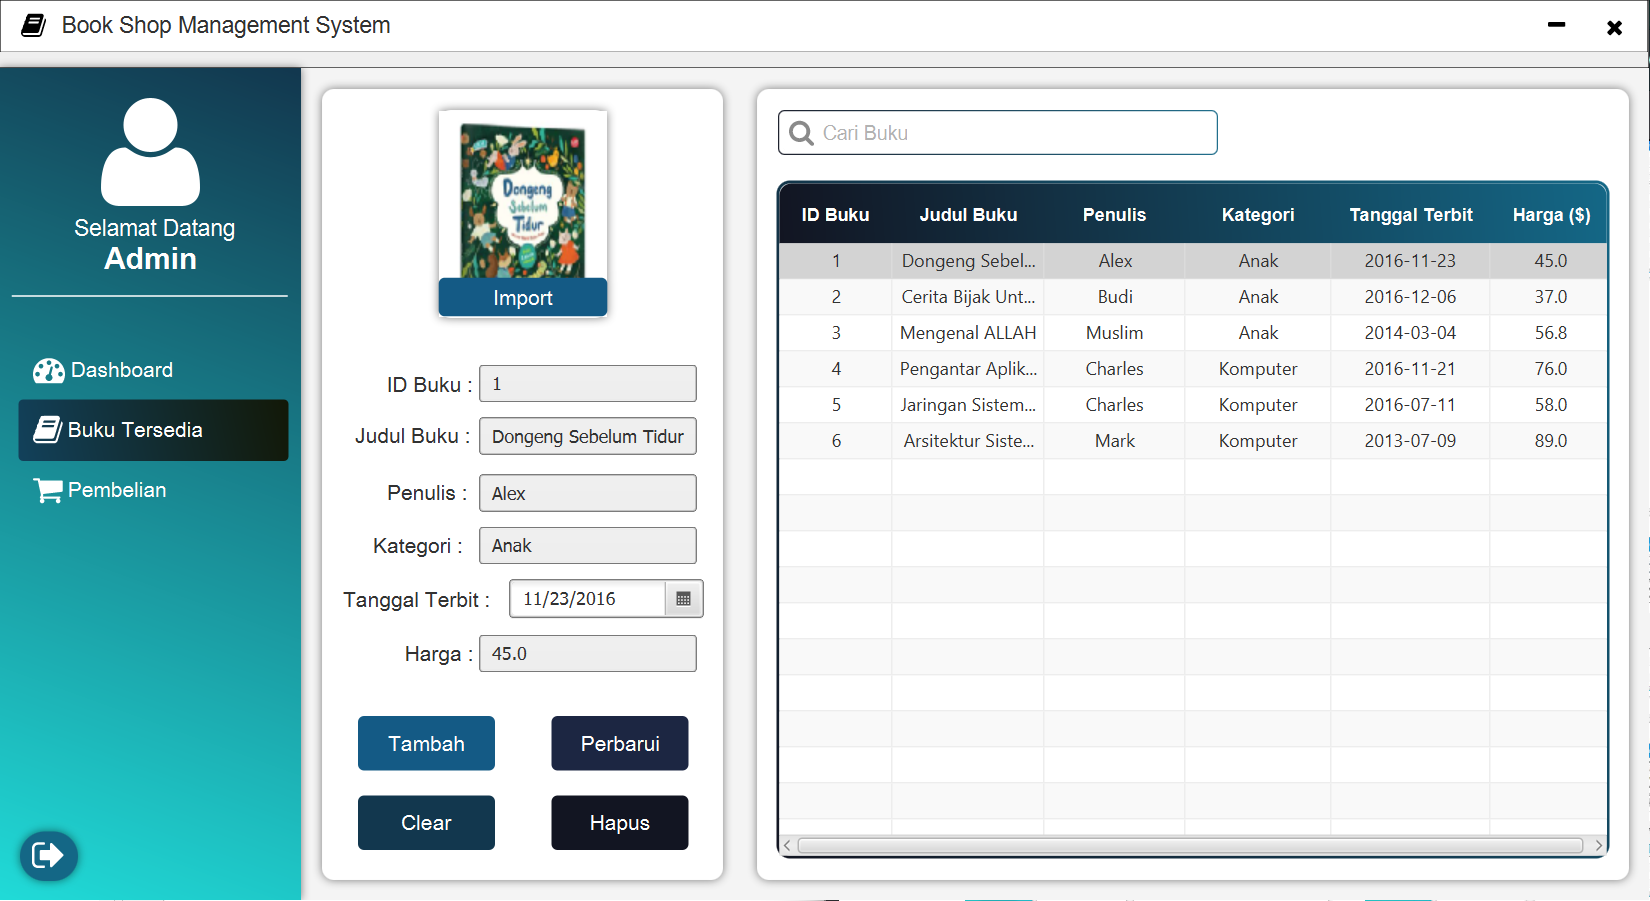 Book Shop Management System
Selamat Datang
Admin
Dashboard
Buku Tersedia
Pembelian
Dongeng
Sebelum
Tidur
Import
ID Buku : 1
Judul Buku : Dongeng Sebelum Tidur
Penulis : Alex
Kategori : Anak
Tanggal Terbit : 11/23/2016
Harga : 45.0
Tambah Perbarui
Clear Hapus
Cari Buku
ID Buku Judul Buku Penulis Kategori Tanggal Terbit Harga ($)
1 Dongeng Sebel... Alex Anak 2016-11-23 45.0
2 Cerita Bijak Unt... Budi Anak 2016-12-06 37.0
3 Mengenal ALLAH Muslim Anak 2014-03-04 56.8
4 Pengantar Aplik... Charles Komputer 2016-11-21 76.0
5 Jaringan Sistem... Charles Komputer 2016-07-11 58.0
6 Arsitektur Siste... Mark Komputer 2013-07-09 89.0